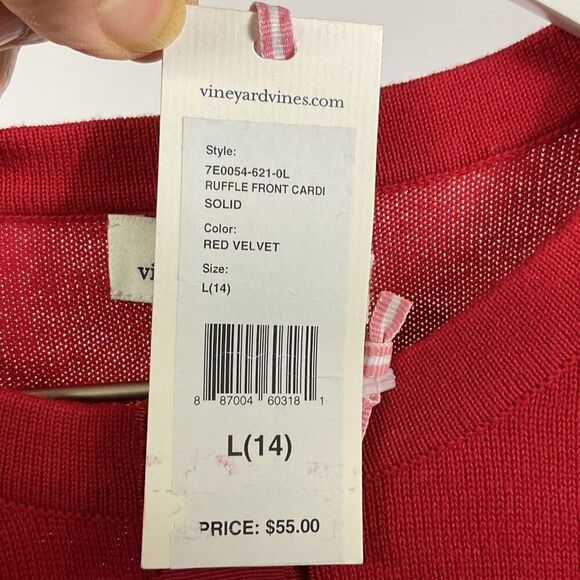 vineyardvines.com
Style:
7E0054-621-0L
RUFFLE FRONT CARDI
SOLID
Color:
RED VELVET
Size:
L(14)
8 87004 60318 1
L(14)
PRICE: $55.00